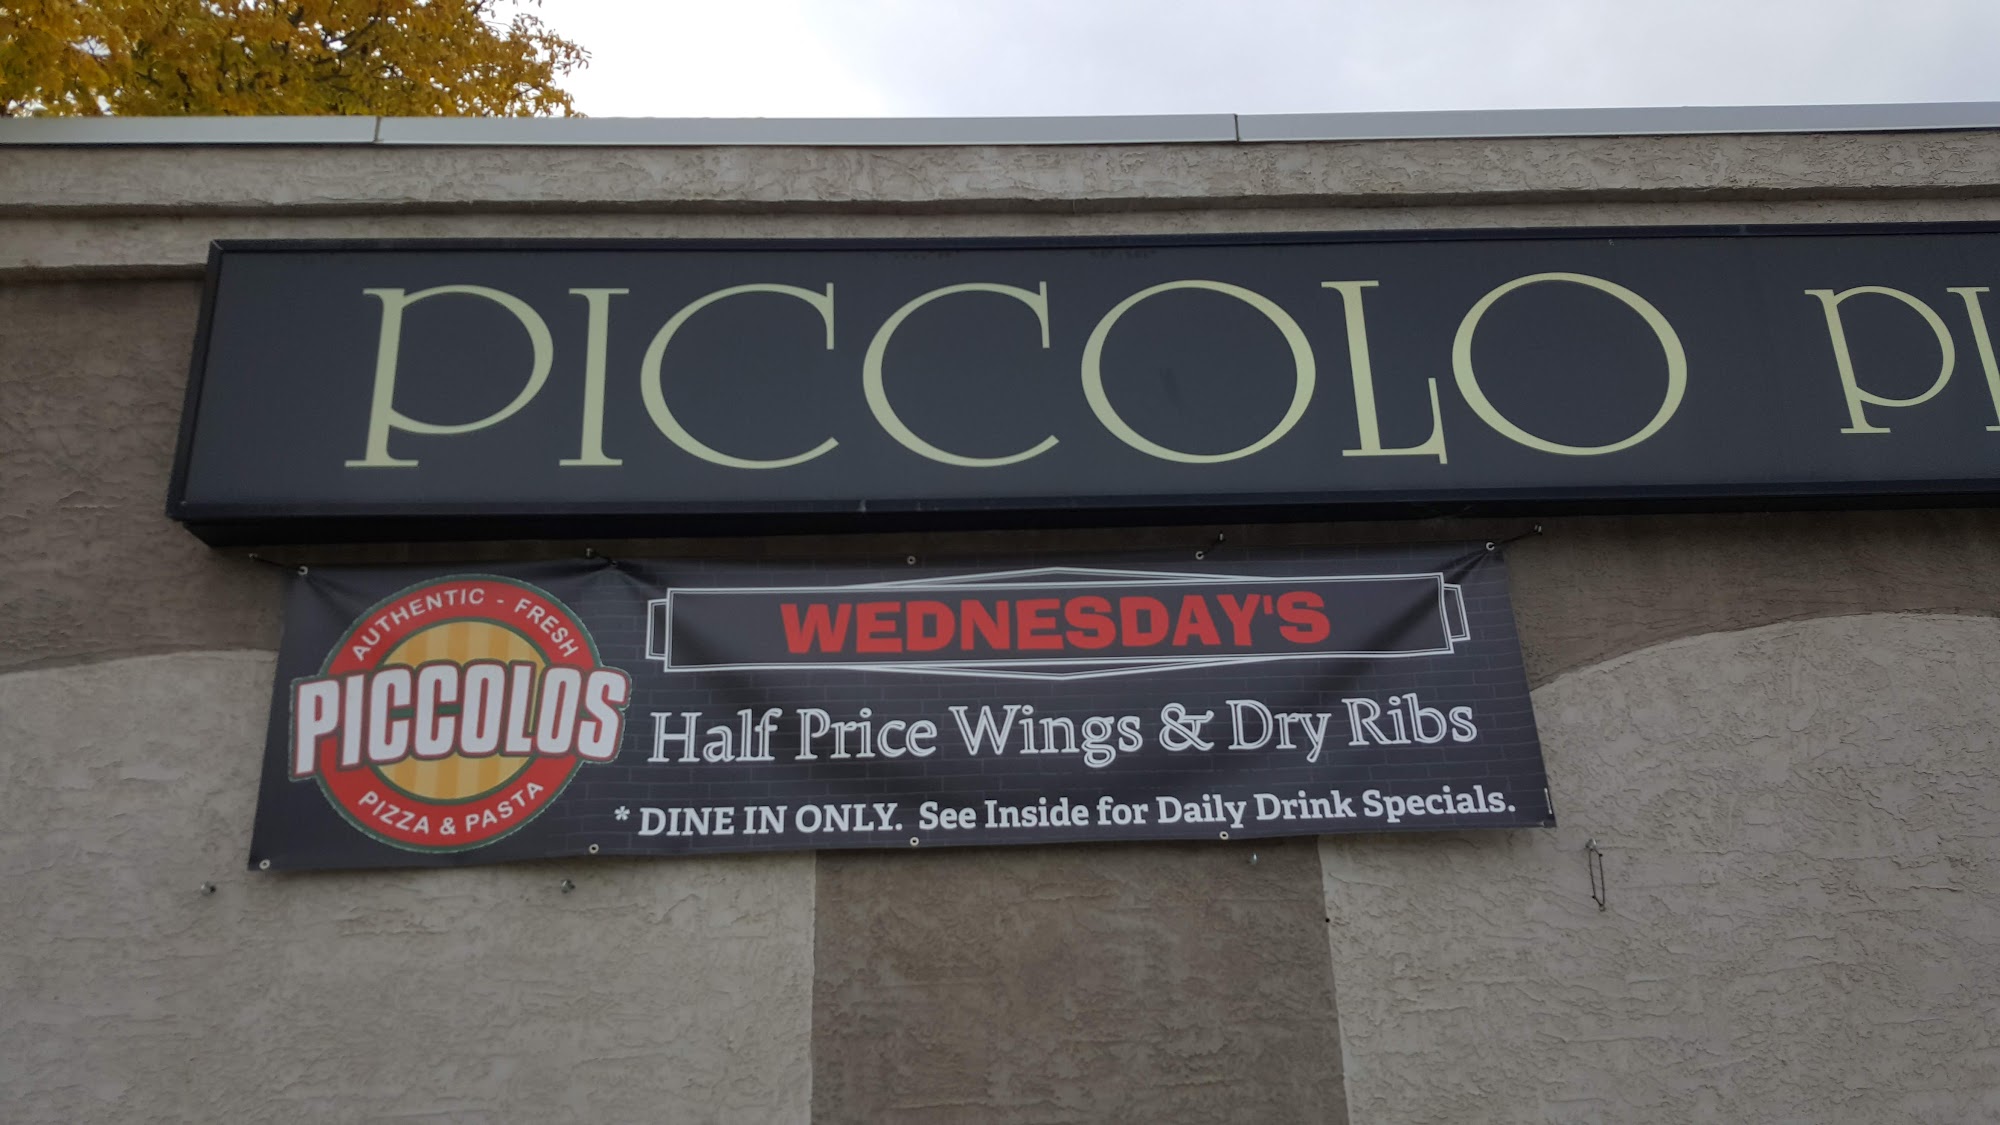 PICCOLO PI
AUTHENTIC - FRESH
PICCOLOS
PIZZA & PASTA
WEDNESDAY'S
Half Price Wings & Dry Ribs
* DINE IN ONLY. See Inside for Daily Drink Specials.